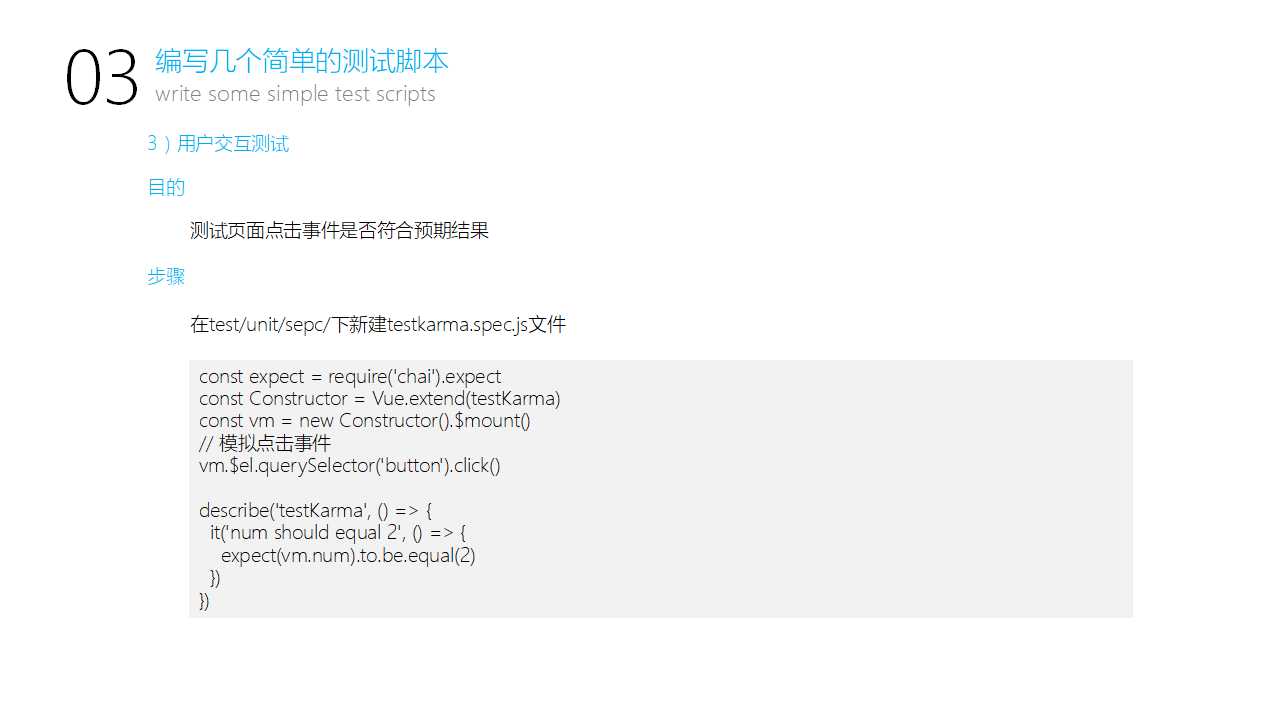 03
编写几个简单的测试脚本
write some simple test scripts
3）用户交互测试
目的
测试页面点击事件是否符合预期结果
步骤
在test/unit/sepc/下新建testkarma.spec.js文件
const expect = require('chai').expect
const Constructor = Vue.extend(testKarma)
const vm = new Constructor().$mount()
// 模拟点击事件
vm.$el.querySelector('button').click()

describe('testKarma', () => {
  it('num should equal 2', () => {
    expect(vm.num).to.be.equal(2)
  })
})